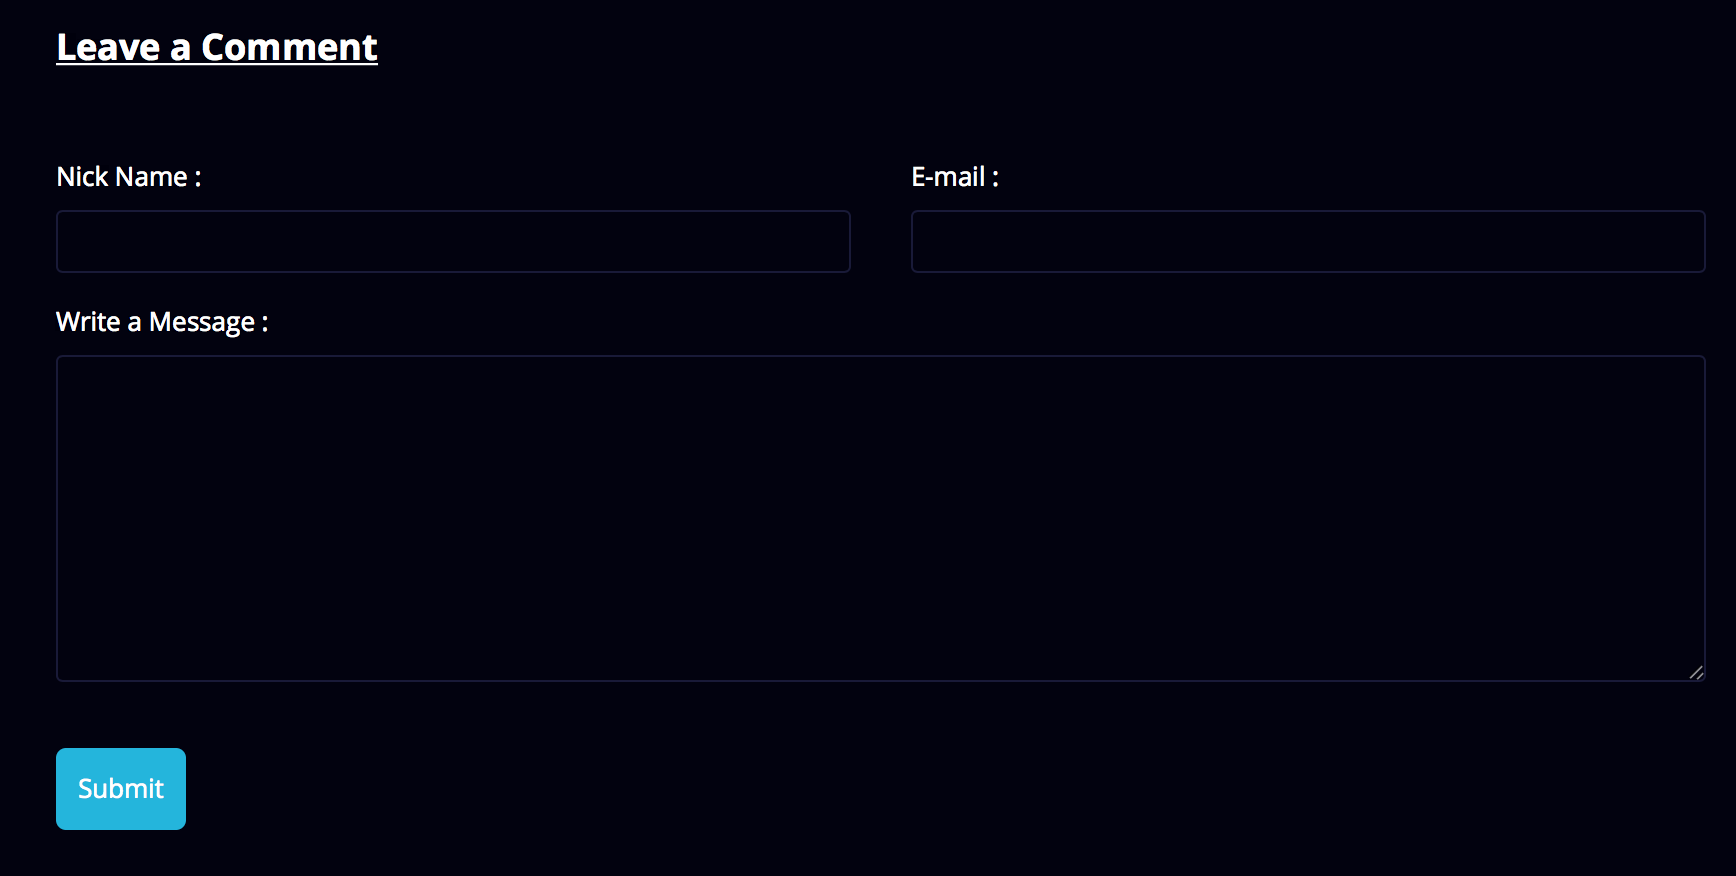 Leave a Comment
Nick Name :
E-mail :
Write a Message :
Submit